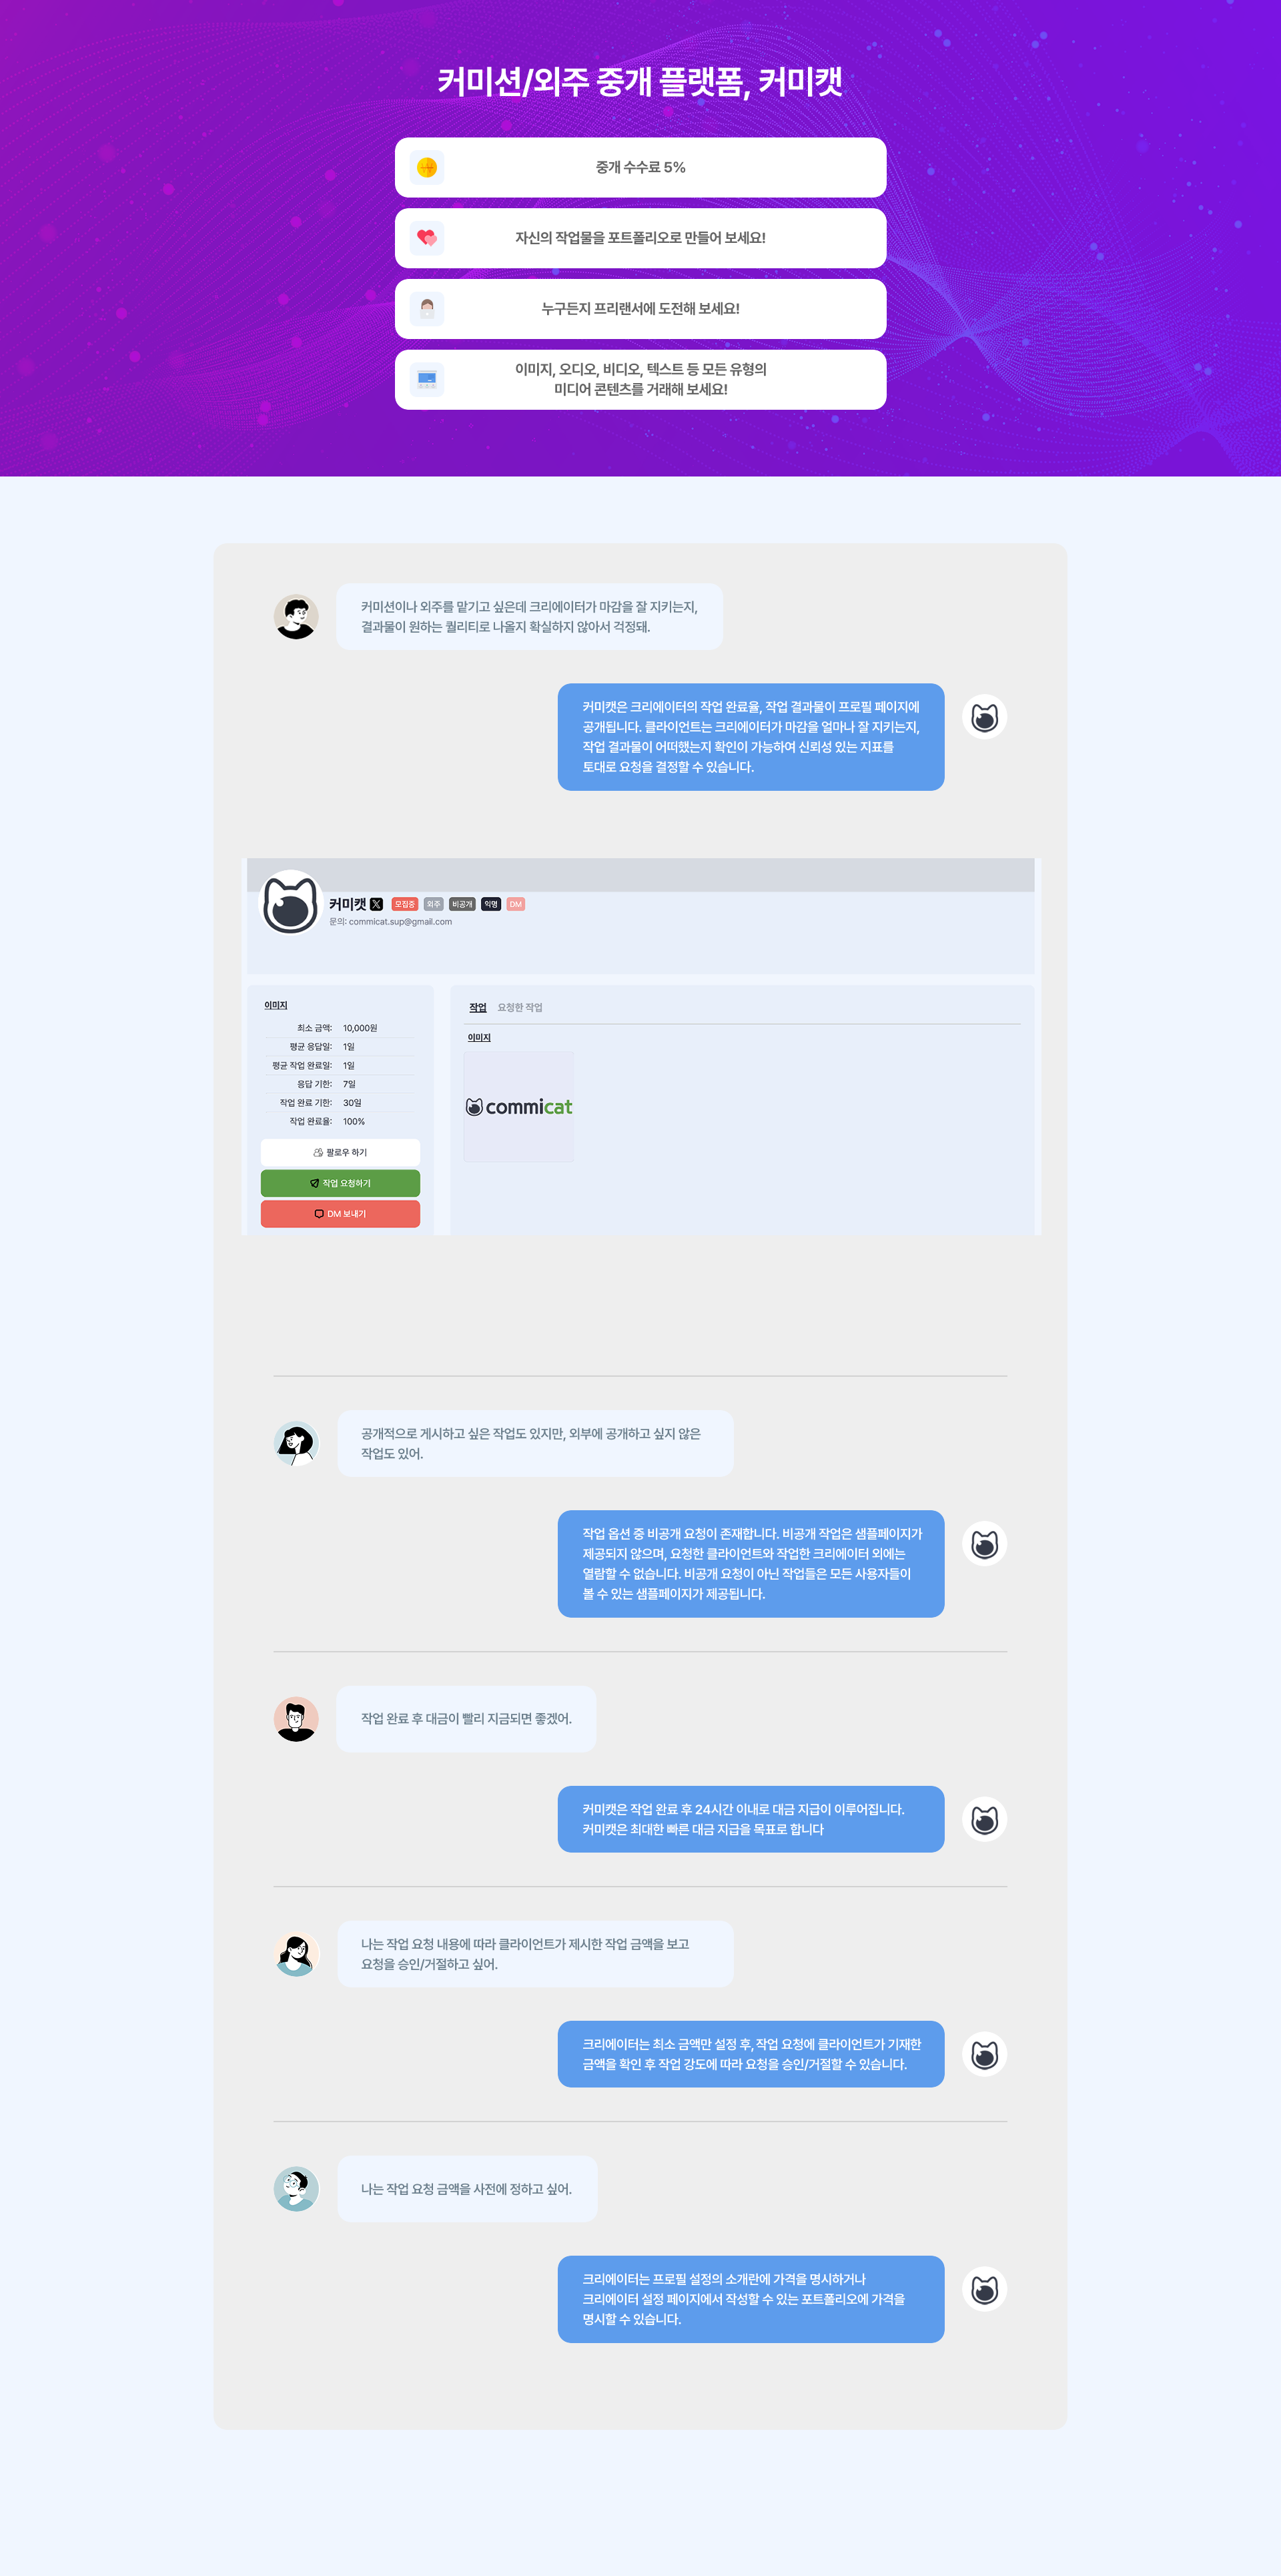 커미션/외주 중개 플랫폼, 커미캣
중개 수수료 5%
자신의 작업물을 포트폴리오로 만들어 보세요!
누구든지 프리랜서에 도전해 보세요!
이미지, 오디오, 비디오, 텍스트 등 모든 유형의
미디어 콘텐츠를 거래해 보세요!
커미션이나 외주를 맡기고 싶은데 크리에이터가 마감을 잘 지키는지,
결과물이 원하는 퀄리티로 나올지 확실하지 않아서 걱정돼.
커미캣은 크리에이터의 작업 완료율, 작업 결과물이 프로필 페이지에
공개됩니다. 클라이언트는 크리에이터가 마감을 얼마나 잘 지키는지,
작업 결과물이 어떠했는지 확인이 가능하여 신뢰성 있는 지표를
토대로 요청을 결정할 수 있습니다.
커미캣 모집중 외주 비공개 익명 DM
문의: commicat.sup@gmail.com
이미지
최소 금액: 10,000원
평균 응답일: 1일
평균 작업 완료일: 1일
응답 기한: 7일
작업 완료 기한: 30일
작업 완료율: 100%
팔로우 하기
작업 요청하기
DM 보내기
작업 요청한 작업
이미지
commicat
공개적으로 게시하고 싶은 작업도 있지만, 외부에 공개하고 싶지 않은
작업도 있어.
작업 옵션 중 비공개 요청이 존재합니다. 비공개 작업은 샘플페이지가
제공되지 않으며, 요청한 클라이언트와 작업한 크리에이터 외에는
열람할 수 없습니다. 비공개 요청이 아닌 작업들은 모든 사용자들이
볼 수 있는 샘플페이지가 제공됩니다.
작업 완료 후 대금이 빨리 지금되면 좋겠어.
커미캣은 작업 완료 후 24시간 이내로 대금 지급이 이루어집니다.
커미캣은 최대한 빠른 대금 지급을 목표로 합니다
나는 작업 요청 내용에 따라 클라이언트가 제시한 작업 금액을 보고
요청을 승인/거절하고 싶어.
크리에이터는 최소 금액만 설정 후, 작업 요청에 클라이언트가 기재한
금액을 확인 후 작업 강도에 따라 요청을 승인/거절할 수 있습니다.
나는 작업 요청 금액을 사전에 정하고 싶어.
크리에이터는 프로필 설정의 소개란에 가격을 명시하거나
크리에이터 설정 페이지에서 작성할 수 있는 포트폴리오에 가격을
명시할 수 있습니다.